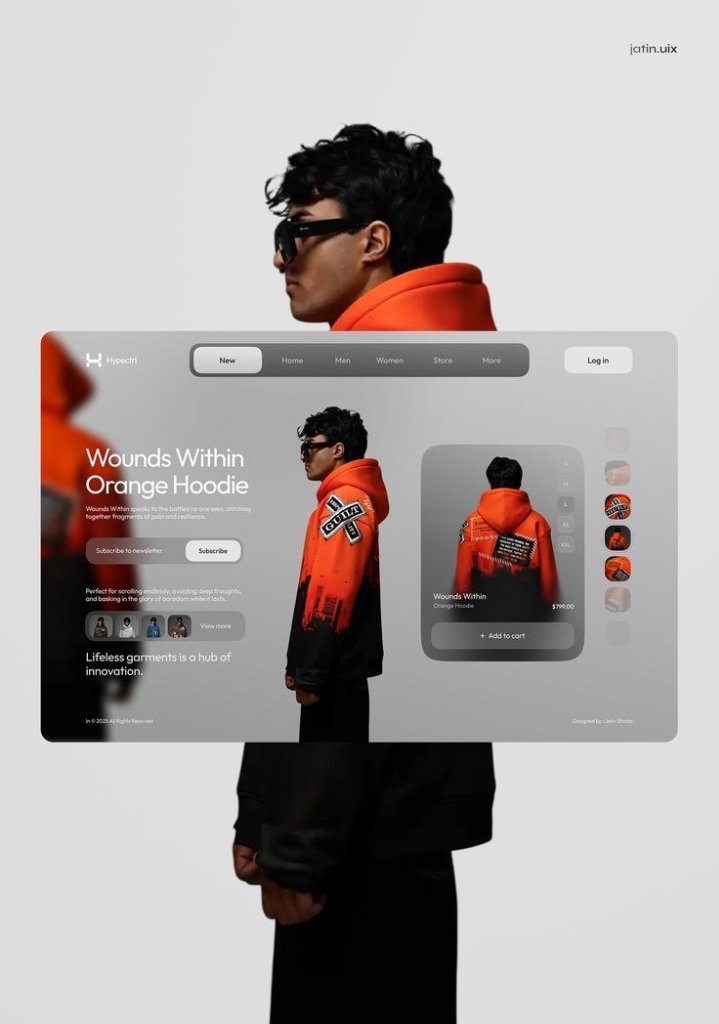 jatin.uix
Hypectrl
New
Home
Men
Women
Store
More
Log in
Wounds Within
Orange Hoodie
Wounds Within speaks to the battles no one sees, stitching
together fragments of pain and resilience.
Subscribe to newsletter
Subscribe
Perfect for scrolling endlessly, avoiding deep thoughts,
and basking in the glory of boredom while it lasts.
View more
Lifeless garments is a hub of
innovation.
GUILT
S
M
L
XL
XXL
Wounds Within
Orange Hoodie
$799.00
+ Add to cart
In © 2025 All Rights Reserved
Designed by : Jatin Bhatia